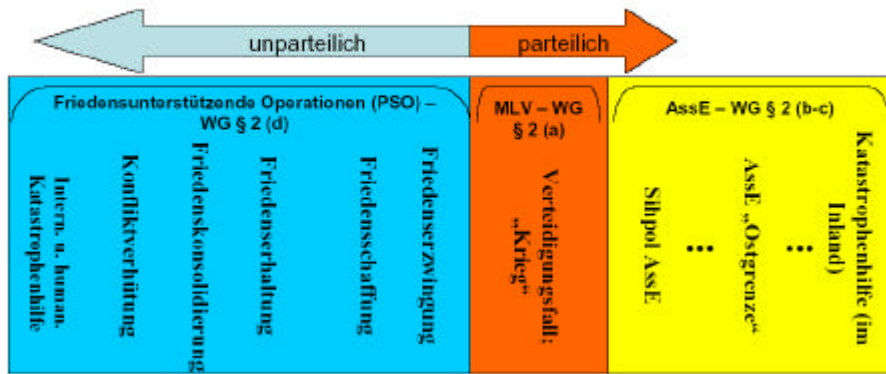 unparteilich
parteilich
Friedensunterstützende Operationen (PSO) –
WG § 2 (d)
MLV – WG
§ 2 (a)
AssE – WG § 2 (b-c)
Intern. u. human.
Katastrophenhilfe
Konfliktverhütung
Friedenskonsolidierung
Friedenserhaltung
Friedensschaffung
Friedenserzwingung
Verteidigungsfall;
„Krieg“
Sihpol AssE
...
AssE „Ostgrenze“
...
Katastrophenhilfe (im
Inland)